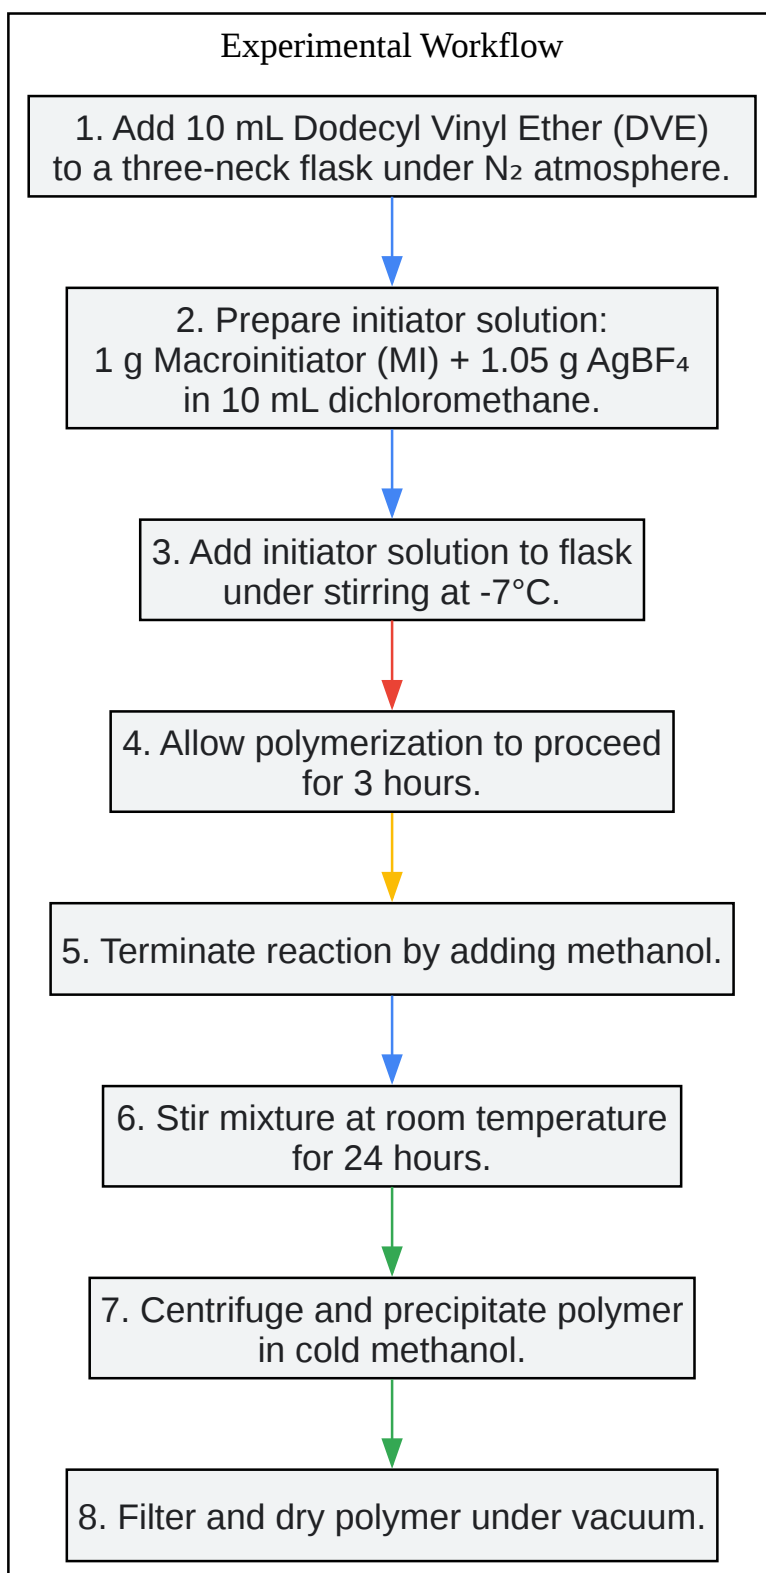 Experimental Workflow
1. Add 10 mL Dodecyl Vinyl Ether (DVE)
to a three-neck flask under N₂ atmosphere.
2. Prepare initiator solution:
1 g Macroinitiator (MI) + 1.05 g AgBF₄
in 10 mL dichloromethane.
3. Add initiator solution to flask
under stirring at -7°C.
4. Allow polymerization to proceed
for 3 hours.
5. Terminate reaction by adding methanol.
6. Stir mixture at room temperature
for 24 hours.
7. Centrifuge and precipitate polymer
in cold methanol.
8. Filter and dry polymer under vacuum.